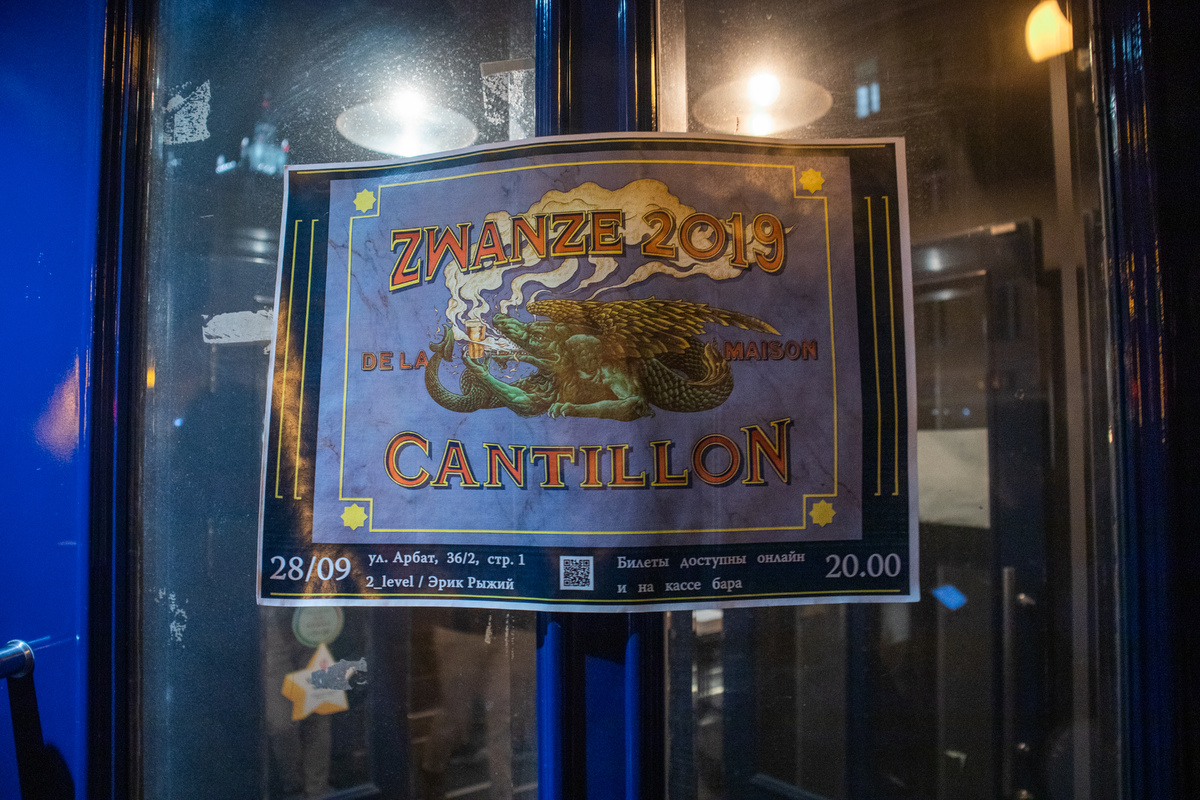 ZWANZE 2019
DE LA MAISON
CANTILLON
28/09
ул. Арбат, 36/2, стр. 1
2_level / Эрик Рыжий
Билеты доступны онлайн
и на кассе бара
20.00